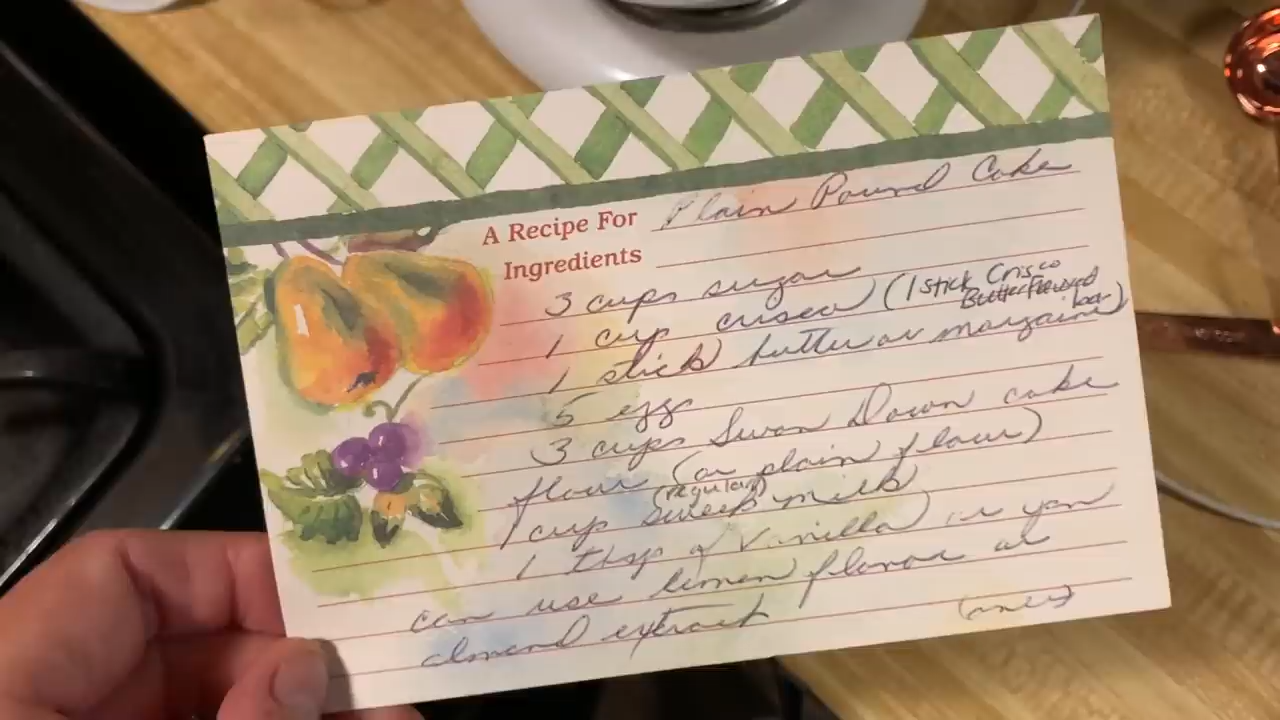 A Recipe For Plain Pound Cake
Ingredients
3 cups sugar
1 cup crisco (1 stick Crisco
Butter Flavored
bar)
1 stick butter or margaine
5 eggs
3 cups Swan Down cake
flour (or plain flour)
(regular)
1 cup sweet milk
1 tbsp of Vanilla or you
can use lemon flavor or
almond extract
(over)